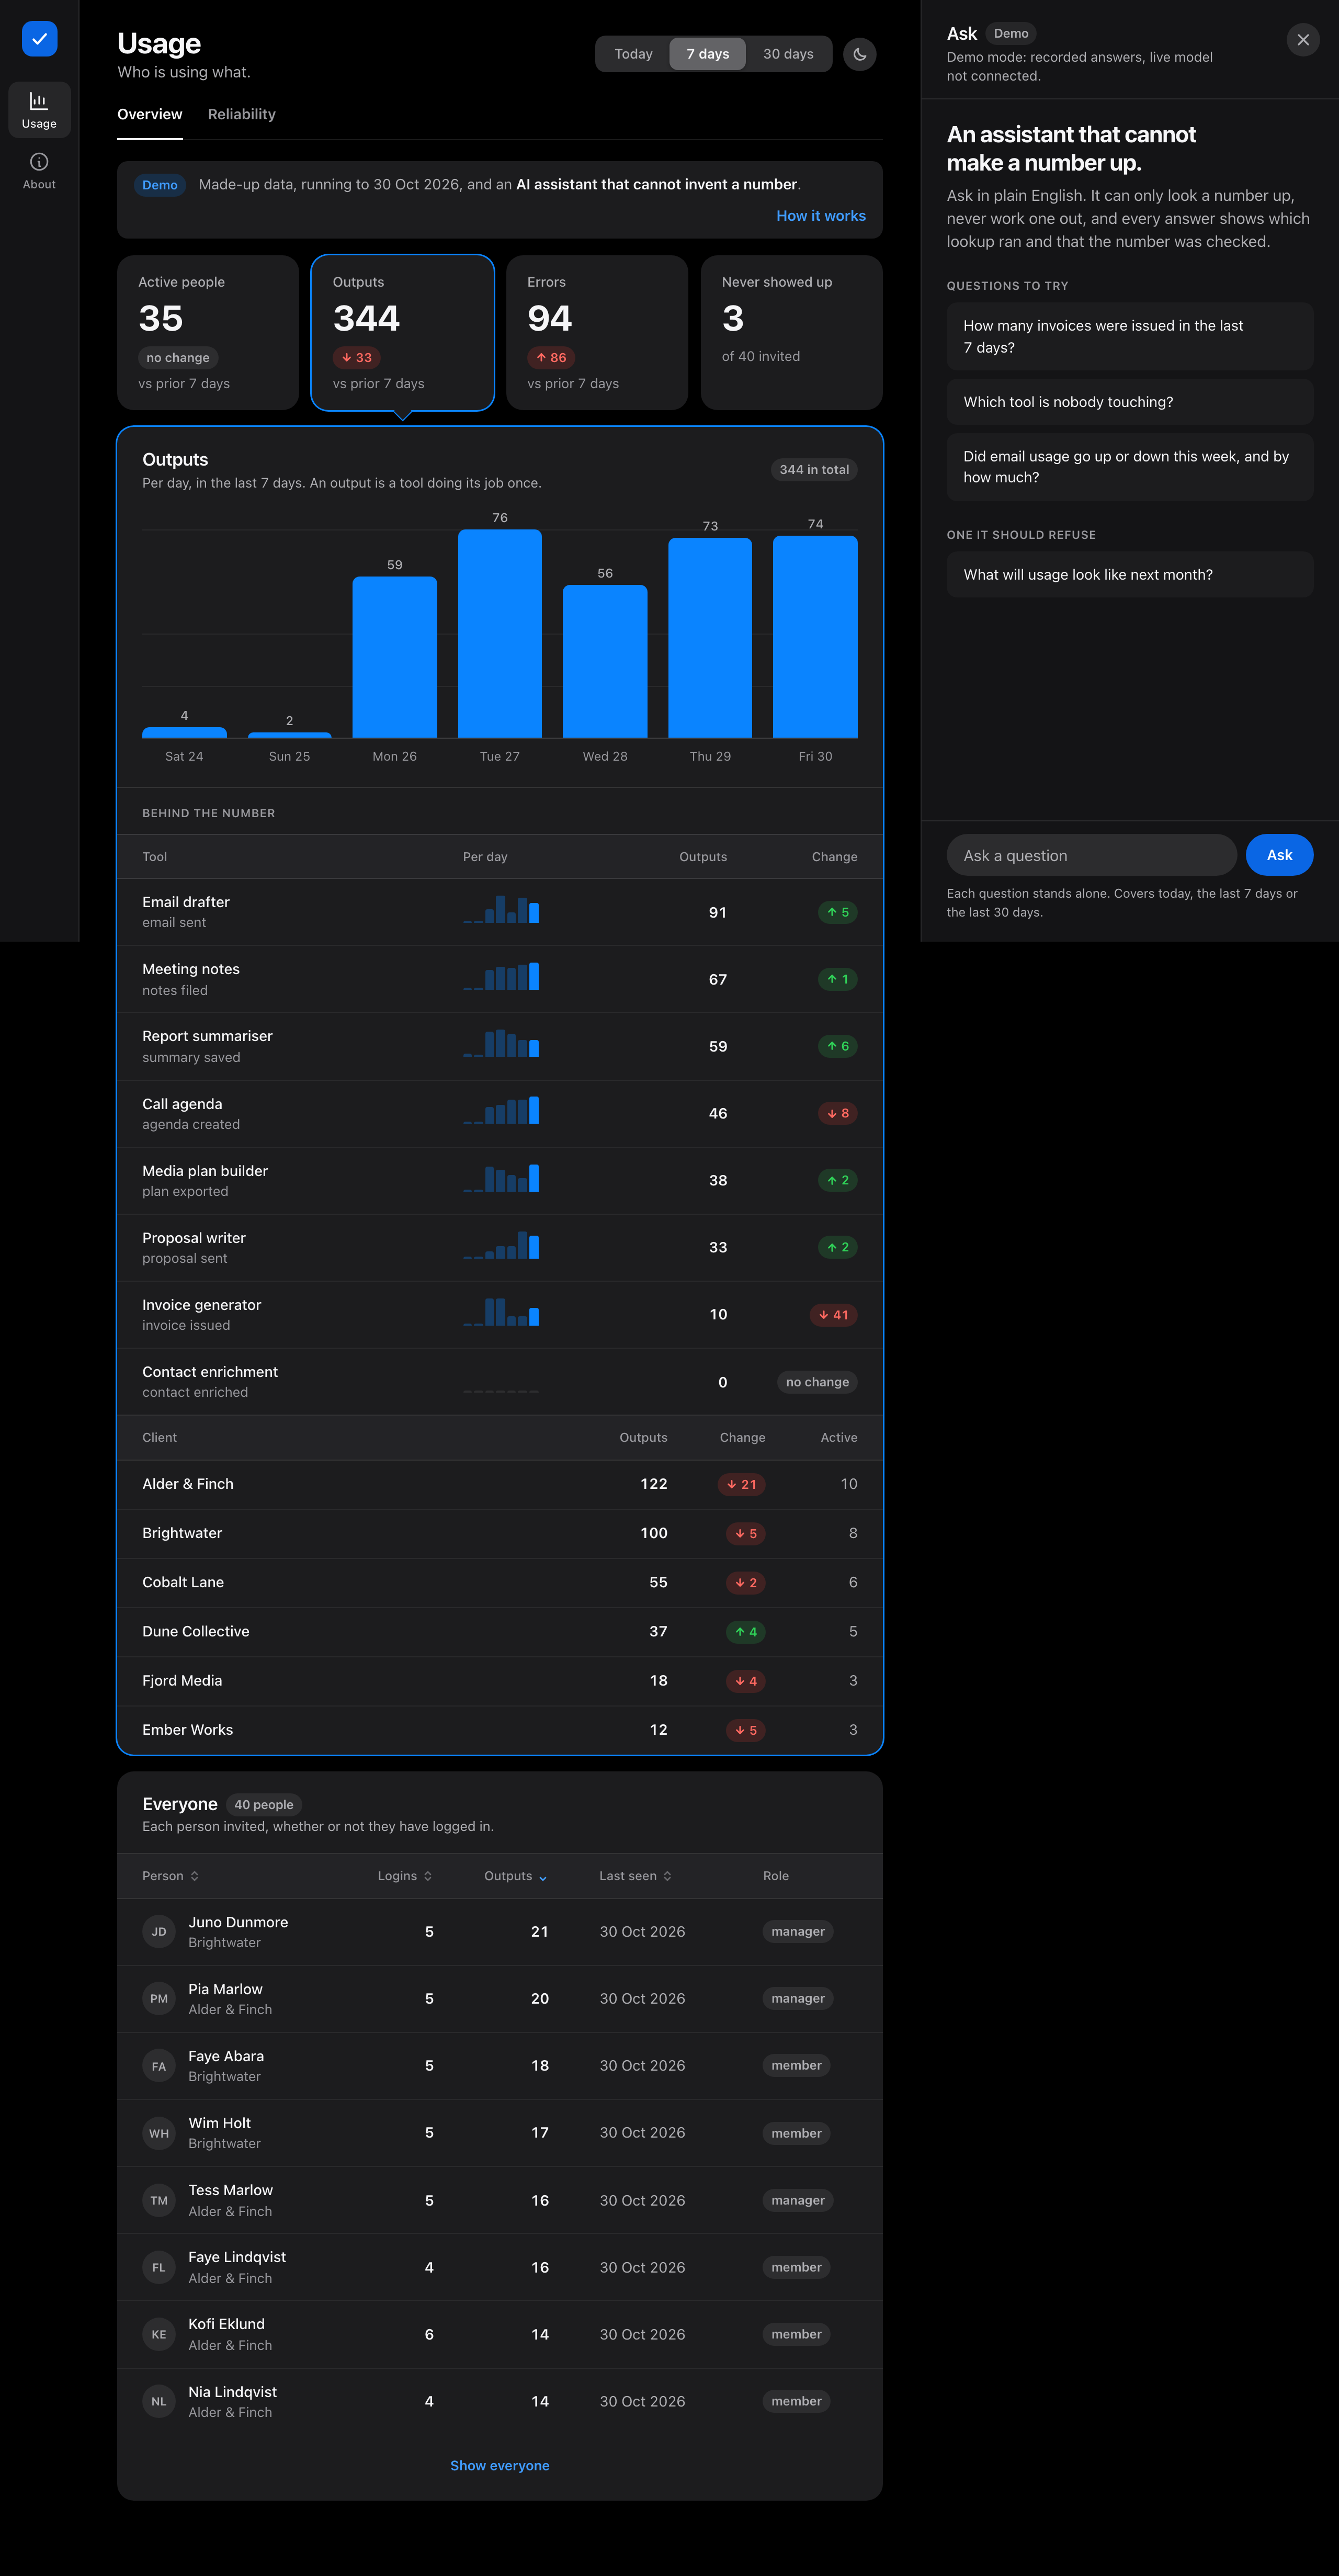 Usage
About
Usage
Who is using what.
Today
7 days
30 days
Overview
Reliability
Demo
Made-up data, running to 30 Oct 2026, and an AI assistant that cannot invent a number.
How it works
Active people
35
no change
vs prior 7 days
Outputs
344
↓ 33
vs prior 7 days
Errors
94
↑ 86
vs prior 7 days
Never showed up
3
of 40 invited
Outputs
Per day, in the last 7 days. An output is a tool doing its job once.
344 in total
4
2
59
76
56
73
74
Sat 24
Sun 25
Mon 26
Tue 27
Wed 28
Thu 29
Fri 30
BEHIND THE NUMBER
Tool Per day Outputs Change
Email drafter
email sent
91
↑ 5
Meeting notes
notes filed
67
↑ 1
Report summariser
summary saved
59
↑ 6
Call agenda
agenda created
46
↓ 8
Media plan builder
plan exported
38
↑ 2
Proposal writer
proposal sent
33
↑ 2
Invoice generator
invoice issued
10
↓ 41
Contact enrichment
contact enriched
0
no change
Client Outputs Change Active
Alder & Finch 122 ↓ 21 10
Brightwater 100 ↓ 5 8
Cobalt Lane 55 ↓ 2 6
Dune Collective 37 ↑ 4 5
Fjord Media 18 ↓ 4 3
Ember Works 12 ↓ 5 3
Everyone
40 people
Each person invited, whether or not they have logged in.
Person Logins Outputs Last seen Role
JD
Juno Dunmore
Brightwater
5 21 30 Oct 2026 manager
PM
Pia Marlow
Alder & Finch
5 20 30 Oct 2026 manager
FA
Faye Abara
Brightwater
5 18 30 Oct 2026 member
WH
Wim Holt
Brightwater
5 17 30 Oct 2026 member
TM
Tess Marlow
Alder & Finch
5 16 30 Oct 2026 manager
FL
Faye Lindqvist
Alder & Finch
4 16 30 Oct 2026 member
KE
Kofi Eklund
Alder & Finch
6 14 30 Oct 2026 member
NL
Nia Lindqvist
Alder & Finch
4 14 30 Oct 2026 member
Show everyone
Ask
Demo
Demo mode: recorded answers, live model
not connected.
An assistant that cannot
make a number up.
Ask in plain English. It can only look a number up,
never work one out, and every answer shows which
lookup ran and that the number was checked.
QUESTIONS TO TRY
How many invoices were issued in the last
7 days?
Which tool is nobody touching?
Did email usage go up or down this week, and by
how much?
ONE IT SHOULD REFUSE
What will usage look like next month?
Ask a question
Ask
Each question stands alone. Covers today, the last 7 days or
the last 30 days.